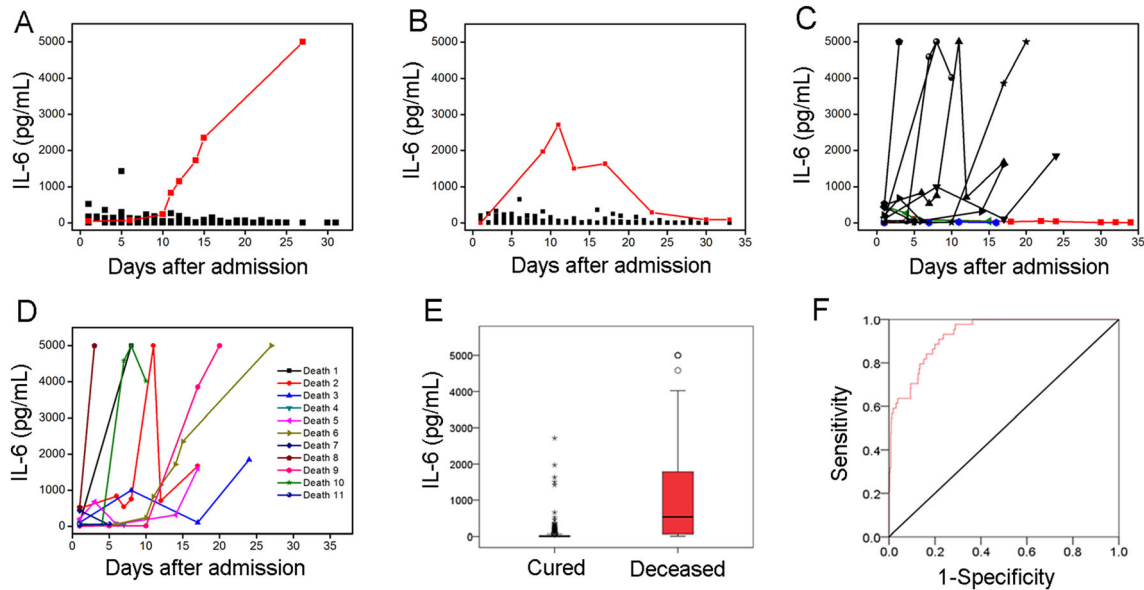 A
IL-6 (pg/mL)
5000
4000
3000
2000
1000
0
0 5 10 15 20 25 30
Days after admission
B
IL-6 (pg/mL)
5000
4000
3000
2000
1000
0
0 5 10 15 20 25 30 35
Days after admission
C
IL-6 (pg/mL)
5000
4000
3000
2000
1000
0
0 5 10 15 20 25 30 35
Days after admission
D
IL-6 (pg/mL)
5000
4000
3000
2000
1000
0
0 5 10 15 20 25 30 35
Days after admission
Death 1
Death 2
Death 3
Death 4
Death 5
Death 6
Death 7
Death 8
Death 9
Death 10
Death 11
E
IL-6 (pg/mL)
5000
4000
3000
2000
1000
0
Cured Deceased
F
Sensitivity
1.0
0.8
0.6
0.4
0.2
0.0
0.0 0.2 0.4 0.6 0.8 1.0
1-Specificity